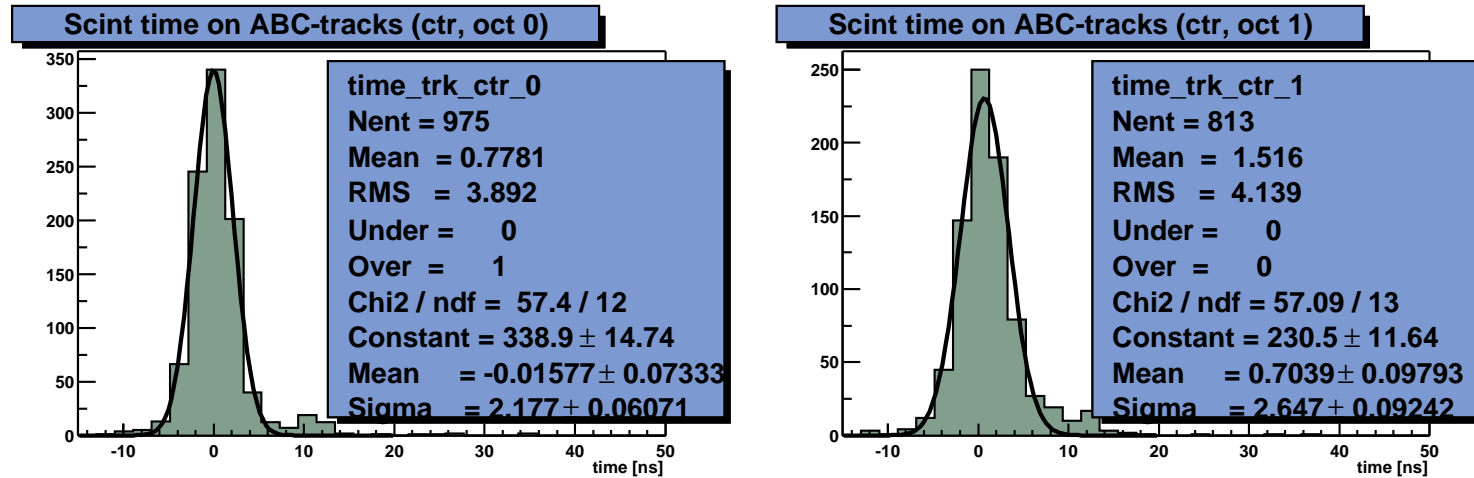 Scint time on ABC-tracks (ctr, oct 0)
350
300
250
200
150
100
50
0
-10 0 10 20 30 40 50
time [ns]
time_trk_ctr_0
Nent = 975
Mean = 0.7781
RMS = 3.892
Under = 0
Over = 1
Chi2 / ndf = 57.4 / 12
Constant = 338.9 ± 14.74
Mean = -0.01577 ± 0.07333
Sigma = 2.177 ± 0.06071
Scint time on ABC-tracks (ctr, oct 1)
250
200
150
100
50
0
-10 0 10 20 30 40 50
time [ns]
time_trk_ctr_1
Nent = 813
Mean = 1.516
RMS = 4.139
Under = 0
Over = 0
Chi2 / ndf = 57.09 / 13
Constant = 230.5 ± 11.64
Mean = 0.7039 ± 0.09793
Sigma = 2.647 ± 0.09242